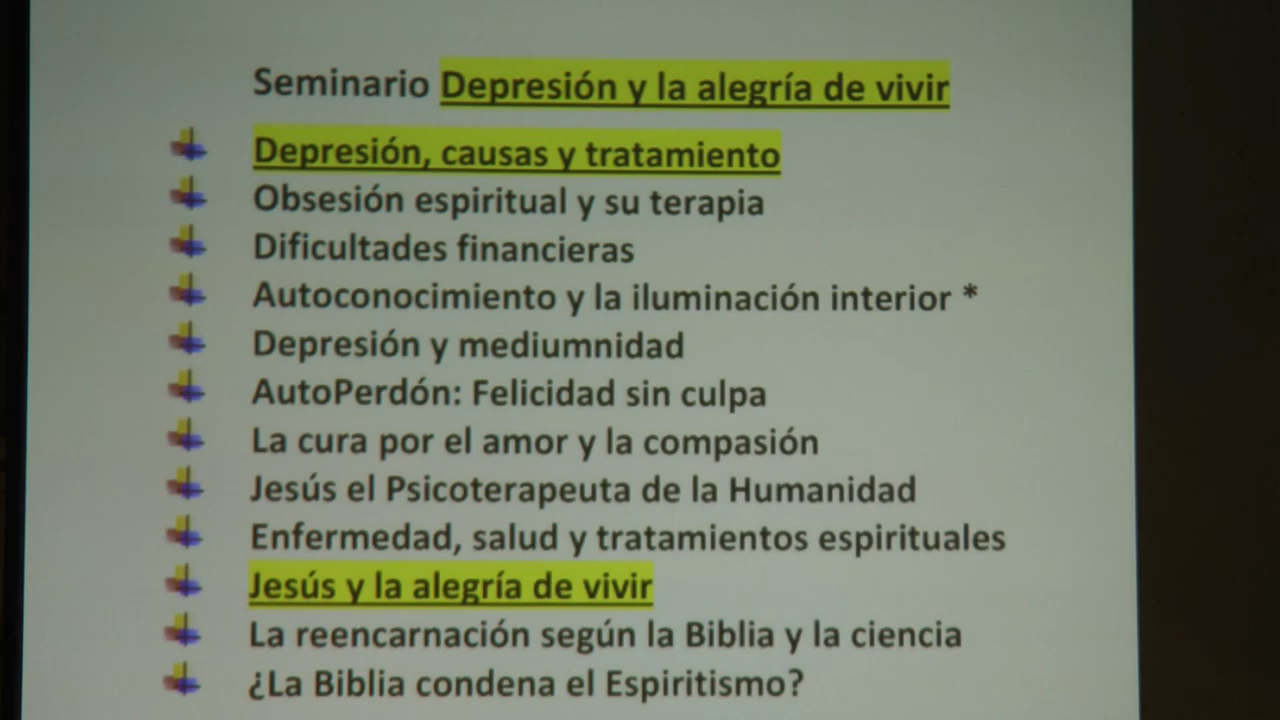 Seminario Depresión y la alegría de vivir
Depresión, causas y tratamiento
Obsesión espiritual y su terapia
Dificultades financieras
Autoconocimiento y la iluminación interior *
Depresión y mediumnidad
AutoPerdón: Felicidad sin culpa
La cura por el amor y la compasión
Jesús el Psicoterapeuta de la Humanidad
Enfermedad, salud y tratamientos espirituales
Jesús y la alegría de vivir
La reencarnación según la Biblia y la ciencia
¿La Biblia condena el Espiritismo?